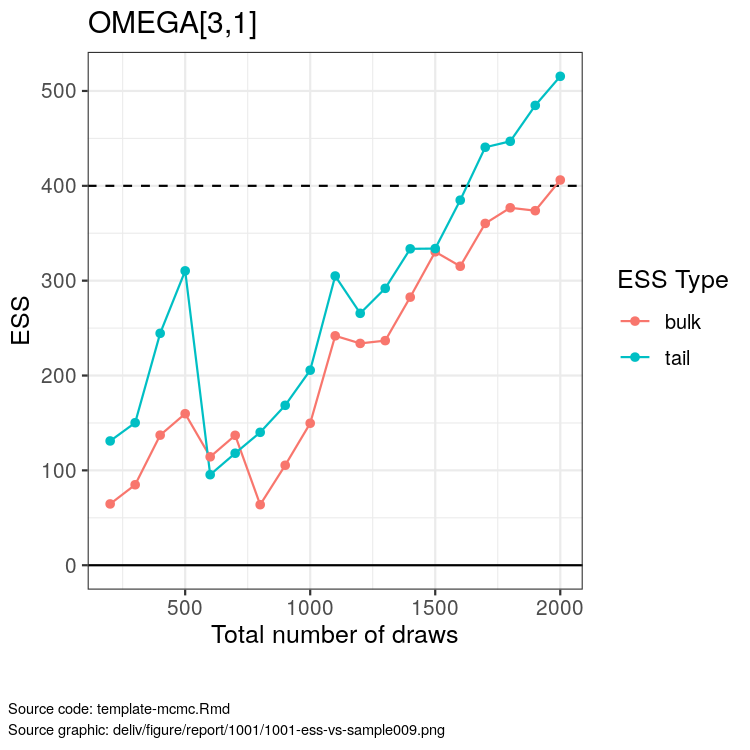 OMEGA[3,1]
500
400
300
200
100
0
ESS
500 1000 1500 2000
Total number of draws
ESS Type
bulk
tail
Source code: template-mcmc.Rmd
Source graphic: deliv/figure/report/1001/1001-ess-vs-sample009.png